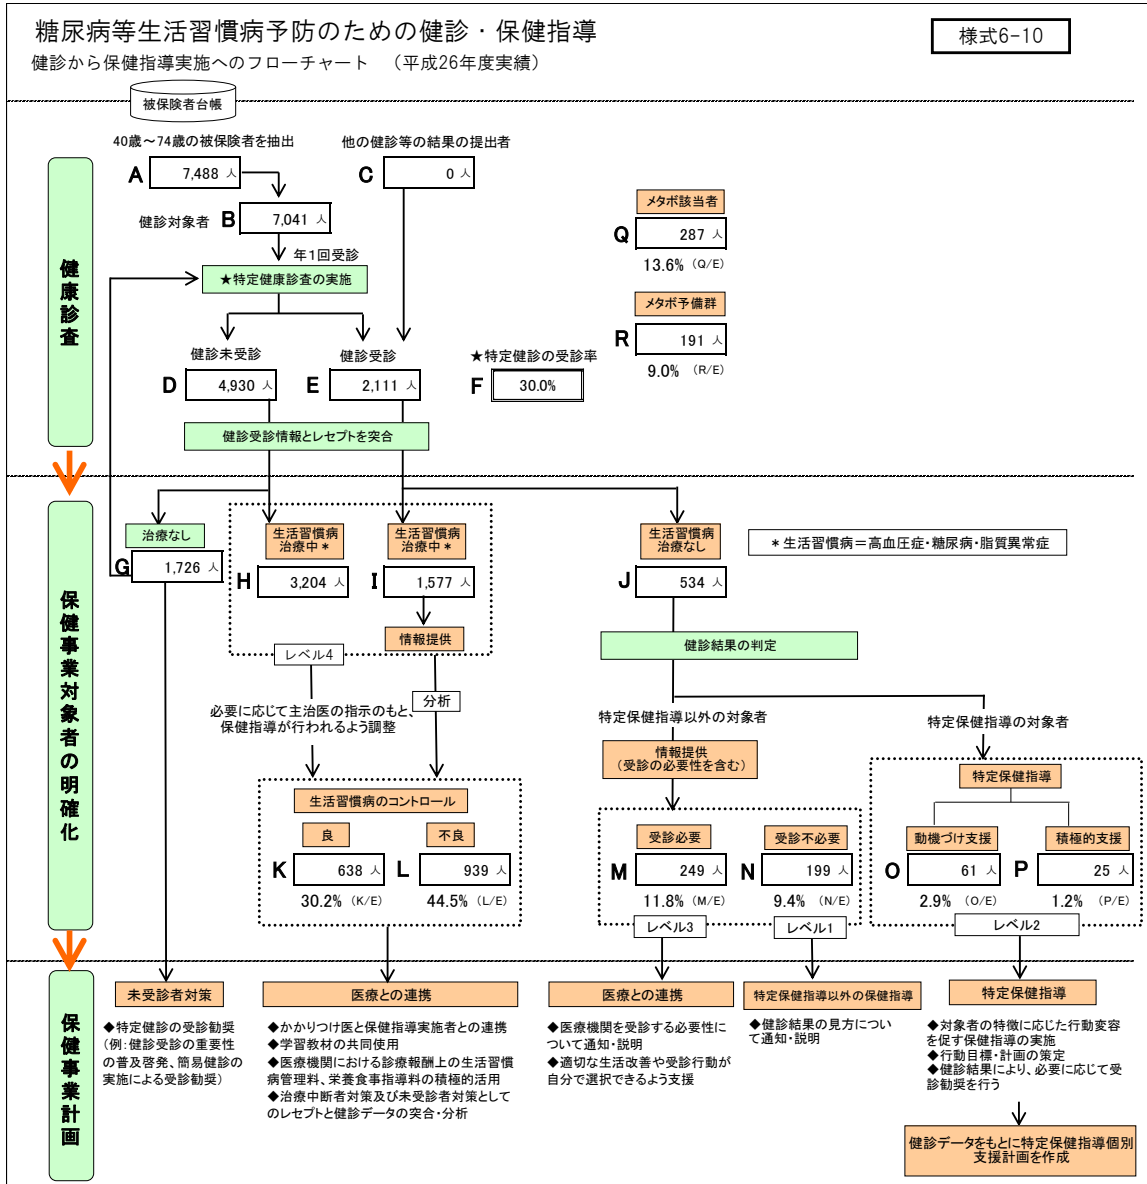 糖尿病等生活習慣病予防のための健診・保健指導
様式6-10
健診から保健指導実施へのフローチャート　（平成26年度実績）
被保険者台帳
健康診査
40歳～74歳の被保険者を抽出
他の健診等の結果の提出者
A 7,488 人
C 0 人
健診対象者 B 7,041 人
メタボ該当者
Q 287 人
13.6% (Q/E)
年1回受診
★特定健康診査の実施
メタボ予備群
R 191 人
9.0% (R/E)
健診未受診
健診受診
★特定健診の受診率
D 4,930 人
E 2,111 人
F 30.0%
健診受診情報とレセプトを突合
保健事業対象者の明確化
治療なし
G 1,726 人
生活習慣病
治療中＊
H 3,204 人
生活習慣病
治療中＊
I 1,577 人
生活習慣病
治療なし
J 534 人
＊生活習慣病＝高血圧症・糖尿病・脂質異常症
情報提供
健診結果の判定
レベル4
分析
必要に応じて主治医の指示のもと、
保健指導が行われるよう調整
特定保健指導以外の対象者
特定保健指導の対象者
情報提供
（受診の必要性を含む）
特定保健指導
生活習慣病のコントロール
良
不良
K 638 人
L 939 人
30.2% (K/E)
44.5% (L/E)
受診必要
受診不必要
M 249 人
N 199 人
11.8% (M/E)
9.4% (N/E)
動機づけ支援
積極的支援
O 61 人
P 25 人
2.9% (O/E)
1.2% (P/E)
レベル3
レベル1
レベル2
保健事業計画
未受診者対策
◆特定健診の受診勧奨
（例：健診受診の重要性
の普及啓発、簡易健診の
実施による受診勧奨）
医療との連携
◆かかりつけ医と保健指導実施者との連携
◆学習教材の共同使用
◆医療機関における診療報酬上の生活習慣
病管理料、栄養食事指導料の積極的活用
◆治療中断者対策及び未受診者対策として
のレセプトと健診データの突合・分析
医療との連携
◆医療機関を受診する必要性に
ついて通知・説明
◆適切な生活改善や受診行動が
自分で選択できるよう支援
特定保健指導以外の保健指導
◆健診結果の見方につい
て通知・説明
特定保健指導
◆対象者の特徴に応じた行動変容
を促す保健指導の実施
◆行動目標・計画の策定
◆健診結果により、必要に応じて受
診勧奨を行う
健診データをもとに特定保健指導個別
支援計画を作成